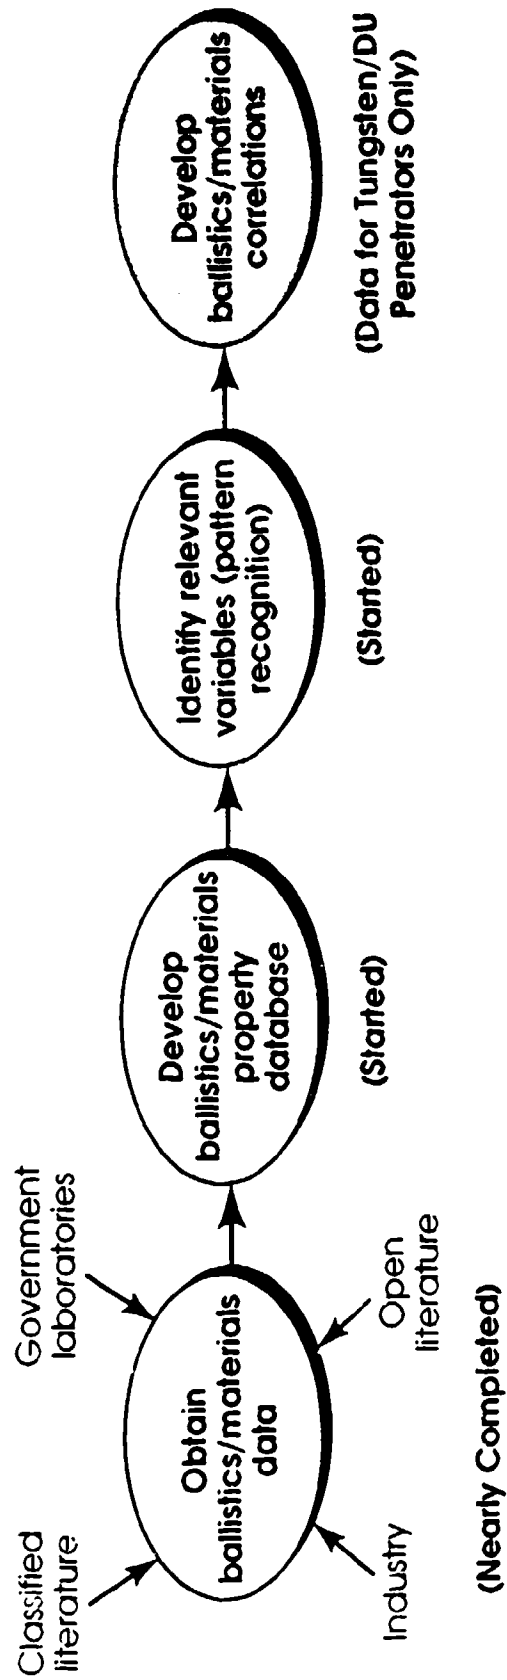 Classified
literature
Government
laboratories
Obtain
ballistics/materials
data
Industry
Open
literature
(Nearly Completed)
Develop
ballistics/materials
property
database
(Started)
Identify relevant
variables (pattern
recognition)
(Started)
Develop
ballistics/materials
correlations
(Data for Tungsten/DU
Penetrators Only)